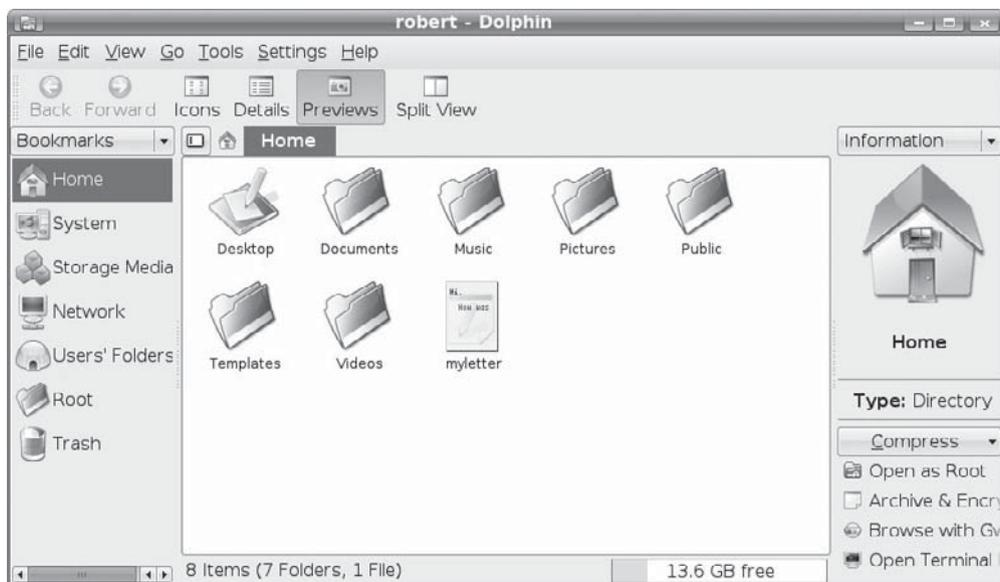 robert - Dolphin
File Edit View Go Tools Settings Help
Back Forward Icons Details Previews Split View
Bookmarks
Home
Information
Home
System
Storage Media
Network
Users' Folders
Root
Trash
Desktop Documents Music Pictures Public
Hi.
How was
Templates Videos myletter
Home
Type: Directory
Compress
Open as Root
Archive & Encry
Browse with Gv
Open Terminal
8 Items (7 Folders, 1 File)
13.6 GB free